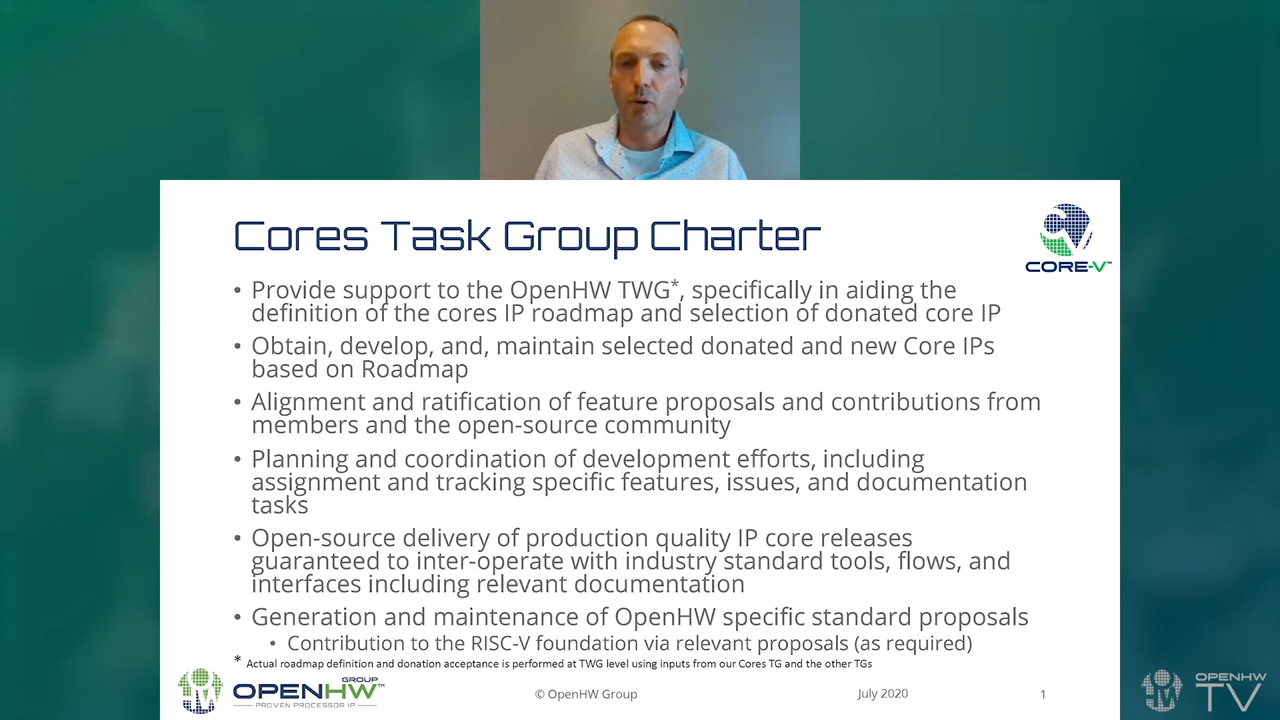 Cores Task Group Charter
CORE-V™
• Provide support to the OpenHW TWG*, specifically in aiding the
definition of the cores IP roadmap and selection of donated core IP
• Obtain, develop, and, maintain selected donated and new Core IPs
based on Roadmap
• Alignment and ratification of feature proposals and contributions from
members and the open-source community
• Planning and coordination of development efforts, including
assignment and tracking specific features, issues, and documentation
tasks
• Open-source delivery of production quality IP core releases
guaranteed to inter-operate with industry standard tools, flows, and
interfaces including relevant documentation
• Generation and maintenance of OpenHW specific standard proposals
• Contribution to the RISC-V foundation via relevant proposals (as required)
* Actual roadmap definition and donation acceptance is performed at TWG level using inputs from our Cores TG and the other TGs
GROUP
OPENHW™
PROVEN PROCESSOR IP
© OpenHW Group
July 2020
1
OPENHW
TV